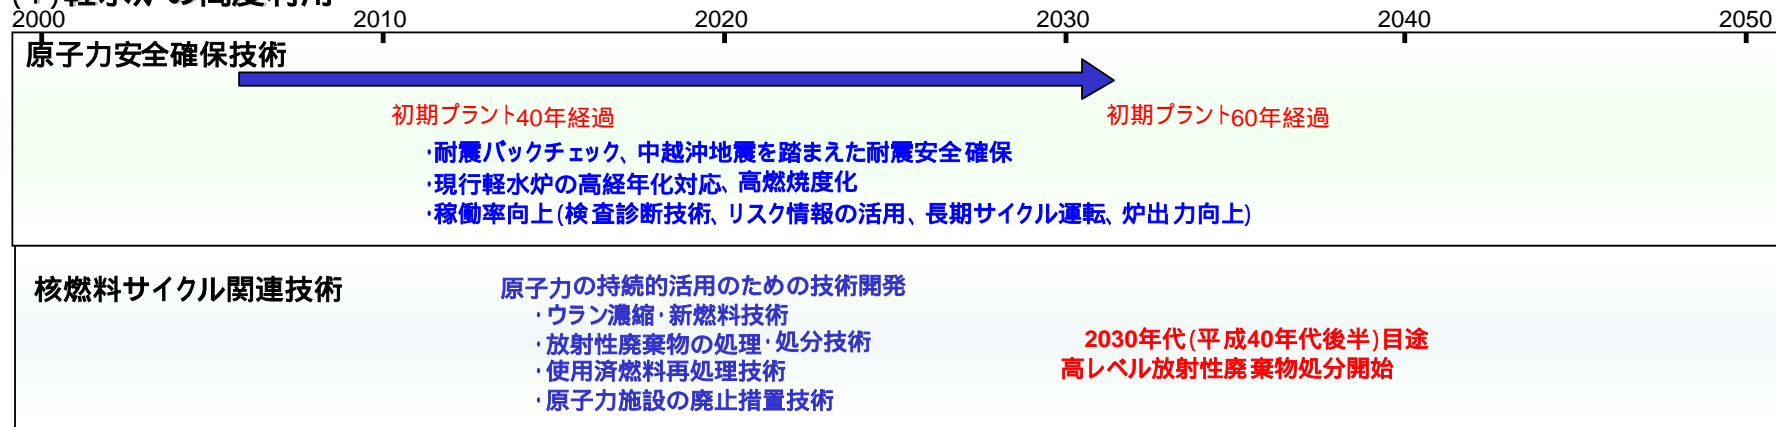 (1)軽水炉の高度利用
2000 2010 2020 2030 2040 2050
原子力安全確保技術
初期プラント40年経過 初期プラント60年経過
・耐震バックチェック、中越沖地震を踏まえた耐震安全確保
・現行軽水炉の高経年化対応、高燃焼度化
・稼働率向上(検査診断技術、リスク情報の活用、長期サイクル運転、炉出力向上)
核燃料サイクル関連技術
原子力の持続的活用のための技術開発
・ウラン濃縮・新燃料技術
・放射性廃棄物の処理・処分技術
・使用済燃料再処理技術
・原子力施設の廃止措置技術
2030年代(平成40年代後半)目途
高レベル放射性廃棄物処分開始